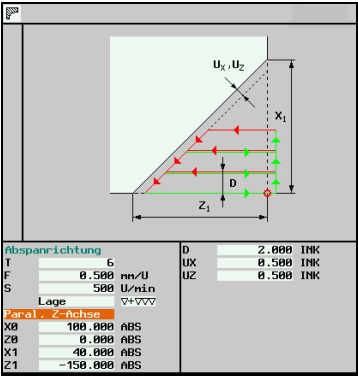 UX,UZ
X1
D
Z1
Abspanrichtung
T 6
F 0.500 mm/U
S 500 U/min
Lage ▽+▽▽▽
Paral. Z-Achse
X0 100.000 ABS
Z0 0.000 ABS
X1 40.000 ABS
Z1 -150.000 ABS
D 2.000 INK
UX 0.500 INK
UZ 0.500 INK